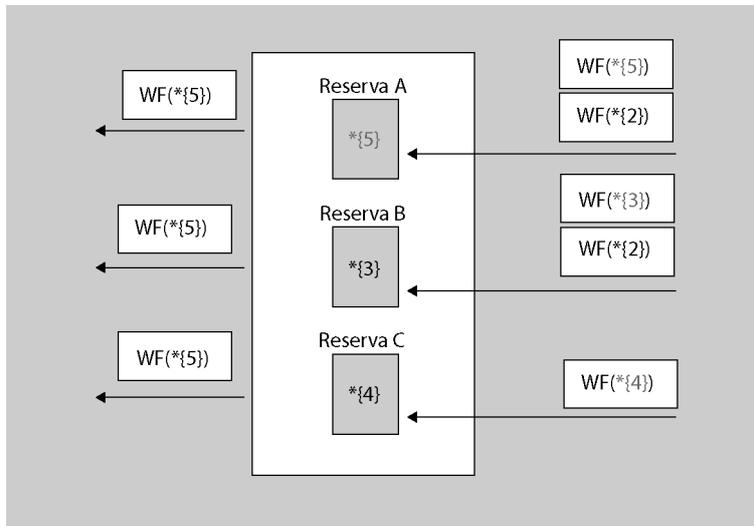 WF(*{5})
WF(*{5})
WF(*{5})
Reserva A
*{5}
Reserva B
*{3}
Reserva C
*{4}
WF(*{5})
WF(*{2})
WF(*{3})
WF(*{2})
WF(*{4})